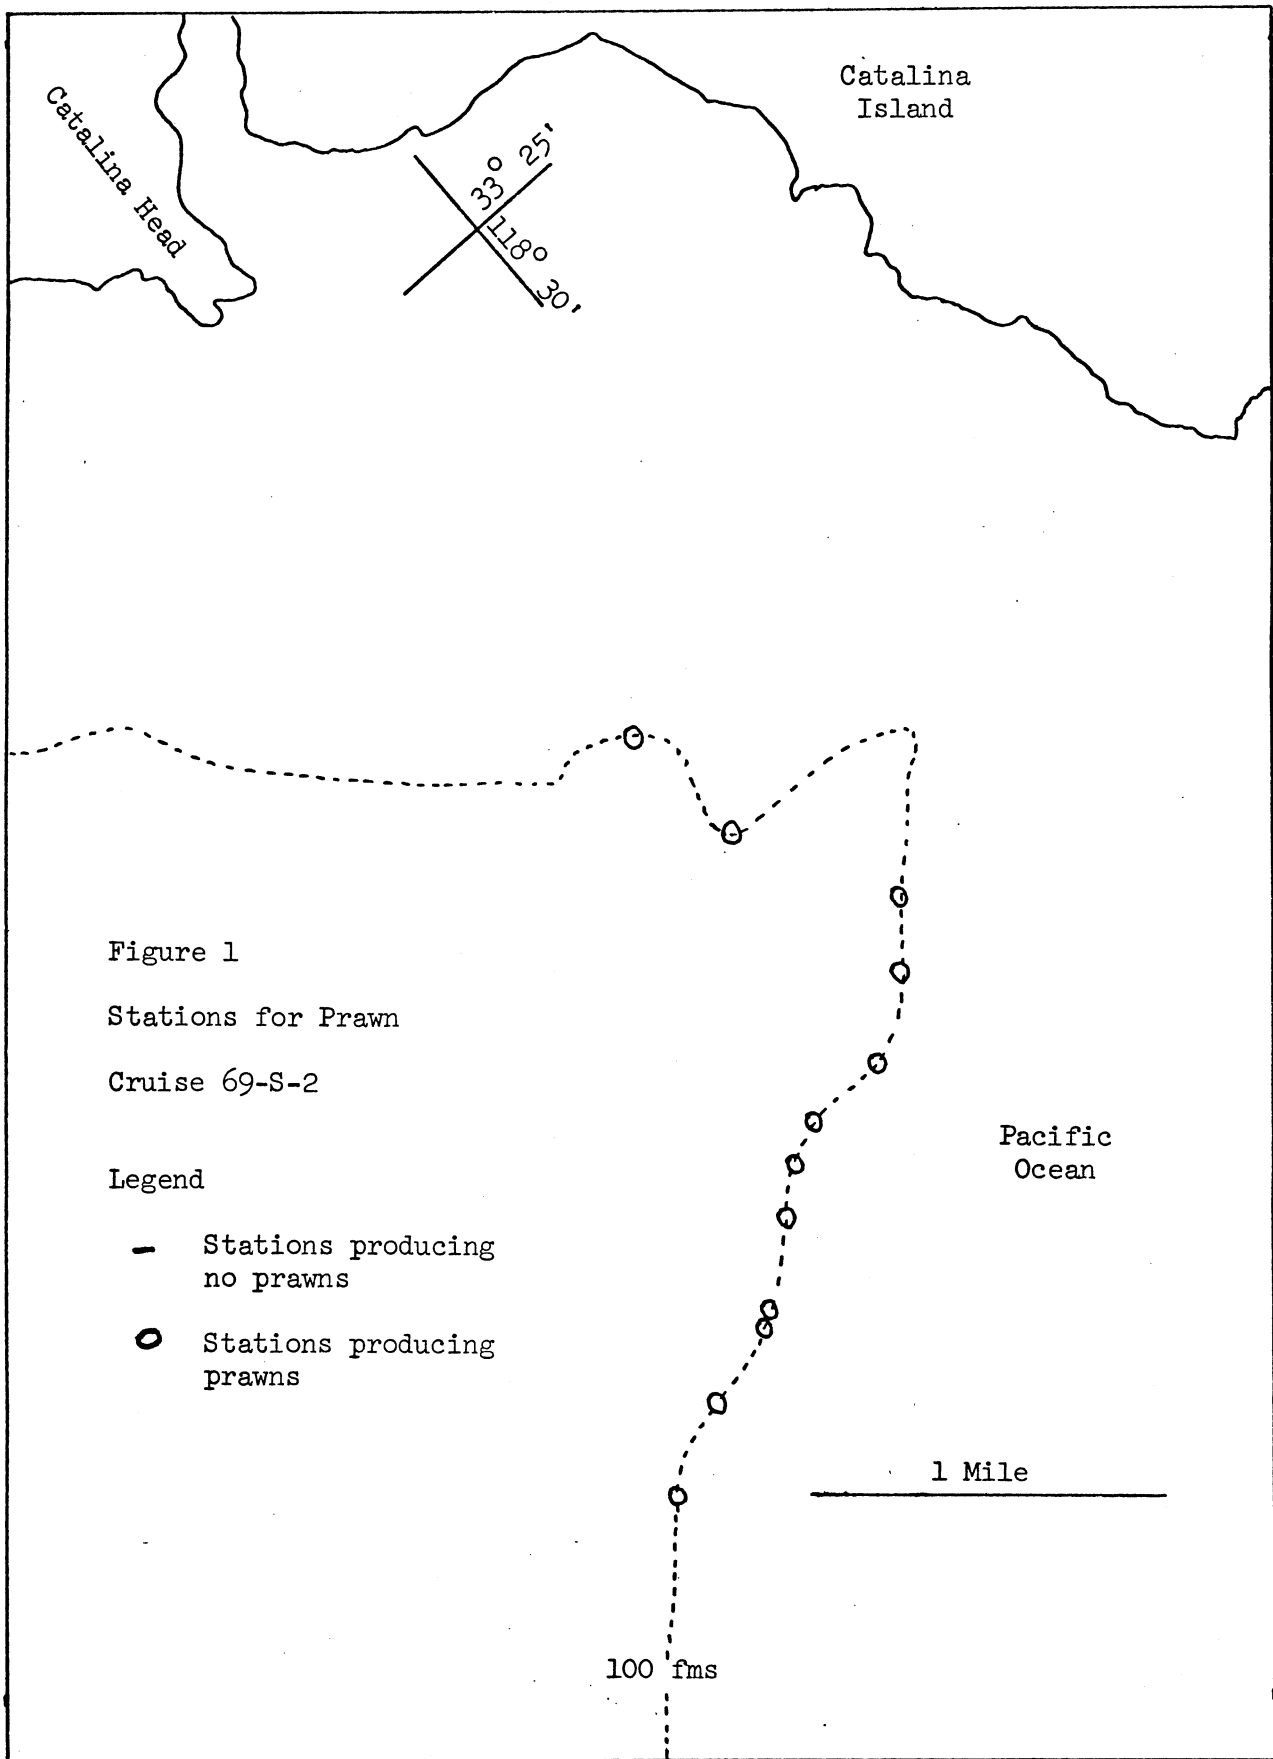 Catalina
Island
Catalina Head
33° 25'
118° 30'
Figure 1
Stations for Prawn
Cruise 69-S-2
Pacific
Ocean
Legend
Stations producing
no prawns
Stations producing
prawns
1 Mile
100 fms